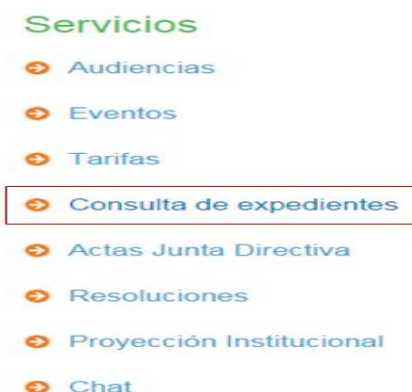 Servicios
Audiencias
Eventos
Tarifas
Consulta de expedientes
Actas Junta Directiva
Resoluciones
Proyección Institucional
Chat